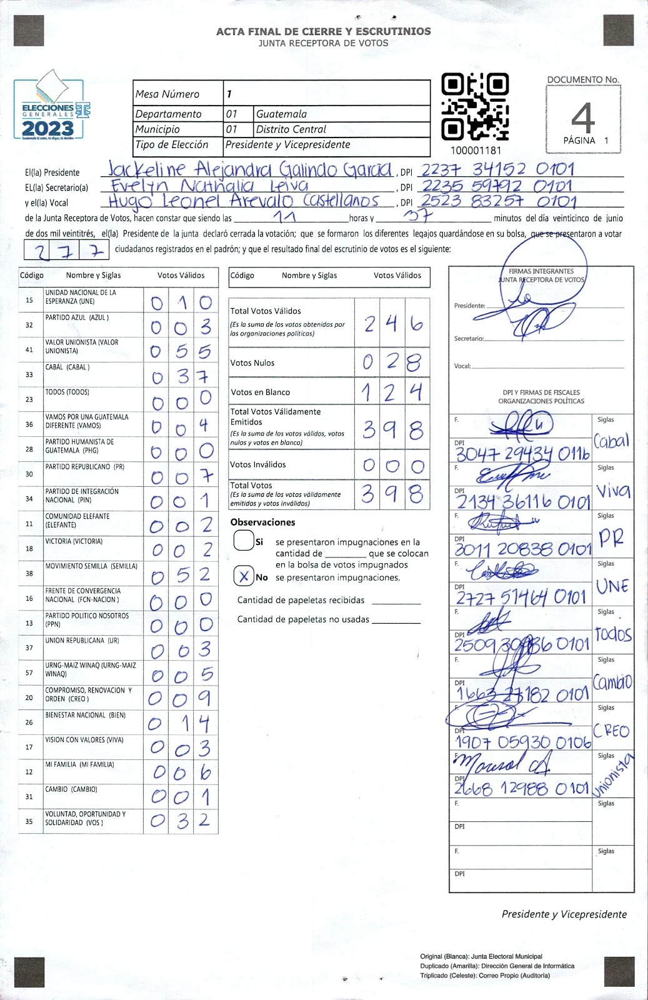 ACTA FINAL DE CIERRE Y ESCRUTINIOS
JUNTA RECEPTORA DE VOTOS
ELECCIONES
GENERALES
2023
Guatemala tú votas, tú eliges, tú decides
Mesa Número 1
Departamento 01 Guatemala
Municipio 01 Distrito Central
Tipo de Elección Presidente y Vicepresidente
100001181
DOCUMENTO No.
4
PÁGINA 1
El(la) Presidente Jackeline Alejandra Galindo Garcia, DPI 2237 34152 0101
EL(la) Secretario(a) Evelyn Nathalia Leiva, DPI 2235 59792 0101
y el(la) Vocal Hugo Leonel Arevalo Castellanos, DPI 2523 83257 0101
de la Junta Receptora de Votos, hacen constar que siendo las 11 horas y 37 minutos del día veinticinco de junio
de dos mil veintitrés, el(la) Presidente de la junta declaró cerrada la votación; que se formaron los diferentes legajos guardándose en su bolsa, que se presentaron a votar
277 ciudadanos registrados en el padrón; y que el resultado final del escrutinio de votos es el siguiente:
Código Nombre y Siglas Votos Válidos
15 UNIDAD NACIONAL DE LA
ESPERANZA (UNE) 0 1 0
32 PARTIDO AZUL (AZUL ) 0 0 3
41 VALOR UNIONISTA (VALOR
UNIONISTA) 0 5 5
33 CABAL (CABAL ) 0 3 7
23 TODOS (TODOS) 0 0 0
36 VAMOS POR UNA GUATEMALA
DIFERENTE (VAMOS) 0 0 4
28 PARTIDO HUMANISTA DE
GUATEMALA (PHG) 0 0 0
30 PARTIDO REPUBLICANO (PR) 0 0 7
34 PARTIDO DE INTEGRACIÓN
NACIONAL (PIN) 0 0 1
11 COMUNIDAD ELEFANTE
(ELEFANTE) 0 0 2
18 VICTORIA (VICTORIA) 0 0 2
38 MOVIMIENTO SEMILLA (SEMILLA) 0 5 2
16 FRENTE DE CONVERGENCIA
NACIONAL (FCN-NACION ) 0 0 0
13 PARTIDO POLITICO NOSOTROS
(PPN) 0 0 0
37 UNION REPUBLICANA (UR) 0 0 3
57 URNG-MAIZ WINAQ (URNG-MAIZ
WINAQ) 0 0 5
20 COMPROMISO, RENOVACION Y
ORDEN (CREO ) 0 0 9
26 BIENESTAR NACIONAL (BIEN) 0 14
17 VISION CON VALORES (VIVA) 0 0 3
12 MI FAMILIA (MI FAMILIA) 0 0 6
31 CAMBIO (CAMBIO) 0 0 1
35 VOLUNTAD, OPORTUNIDAD Y
SOLIDARIDAD (VOS ) 0 3 2
Código Nombre y Siglas Votos Válidos
Total Votos Válidos
(Es la suma de los votos obtenidos por
las organizaciones políticas) 2 4 6
Votos Nulos 0 2 8
Votos en Blanco 1 2 4
Total Votos Válidamente
Emitidos
(Es la suma de los votos válidos, votos
nulos y votos en blanco) 3 9 8
Votos Inválidos 0 0 0
Total Votos
(Es la suma de los votos válidamente
emitidos y votos inválidos) 3 9 8
Observaciones
Si se presentaron impugnaciones en la
cantidad de ________ que se colocan
en la bolsa de votos impugnados
X No se presentaron impugnaciones.
Cantidad de papeletas recibidas
Cantidad de papeletas no usadas
FIRMAS INTEGRANTES
JUNTA RECEPTORA DE VOTOS
Presidente:
Secretario:
Vocal:
DPI Y FIRMAS DE FISCALES
ORGANIZACIONES POLÍTICAS
F. Siglas
Cabal
DPI
3047 29434 0116
F. Siglas
Viva
DPI
2134 36116 0101
F. Siglas
PR
DPI
3011 20838 0101
F. Siglas
UNE
DPI
2727 51464 0101
F. Siglas
Todos
DPI
2509 0101
F. Siglas
Cambio
DPI
1663 27182 0101
F. Siglas
CREO
DPI
1907 05930 0106
F. Siglas
Unionista
DPI
2668 12988 0101
F. Siglas
DPI
F. Siglas
DPI
Presidente y Vicepresidente
Original (Blanca): Junta Electoral Municipal
Duplicado (Amarilla): Dirección General de Informática
Triplicado (Celeste): Correo Propio (Auditoría)